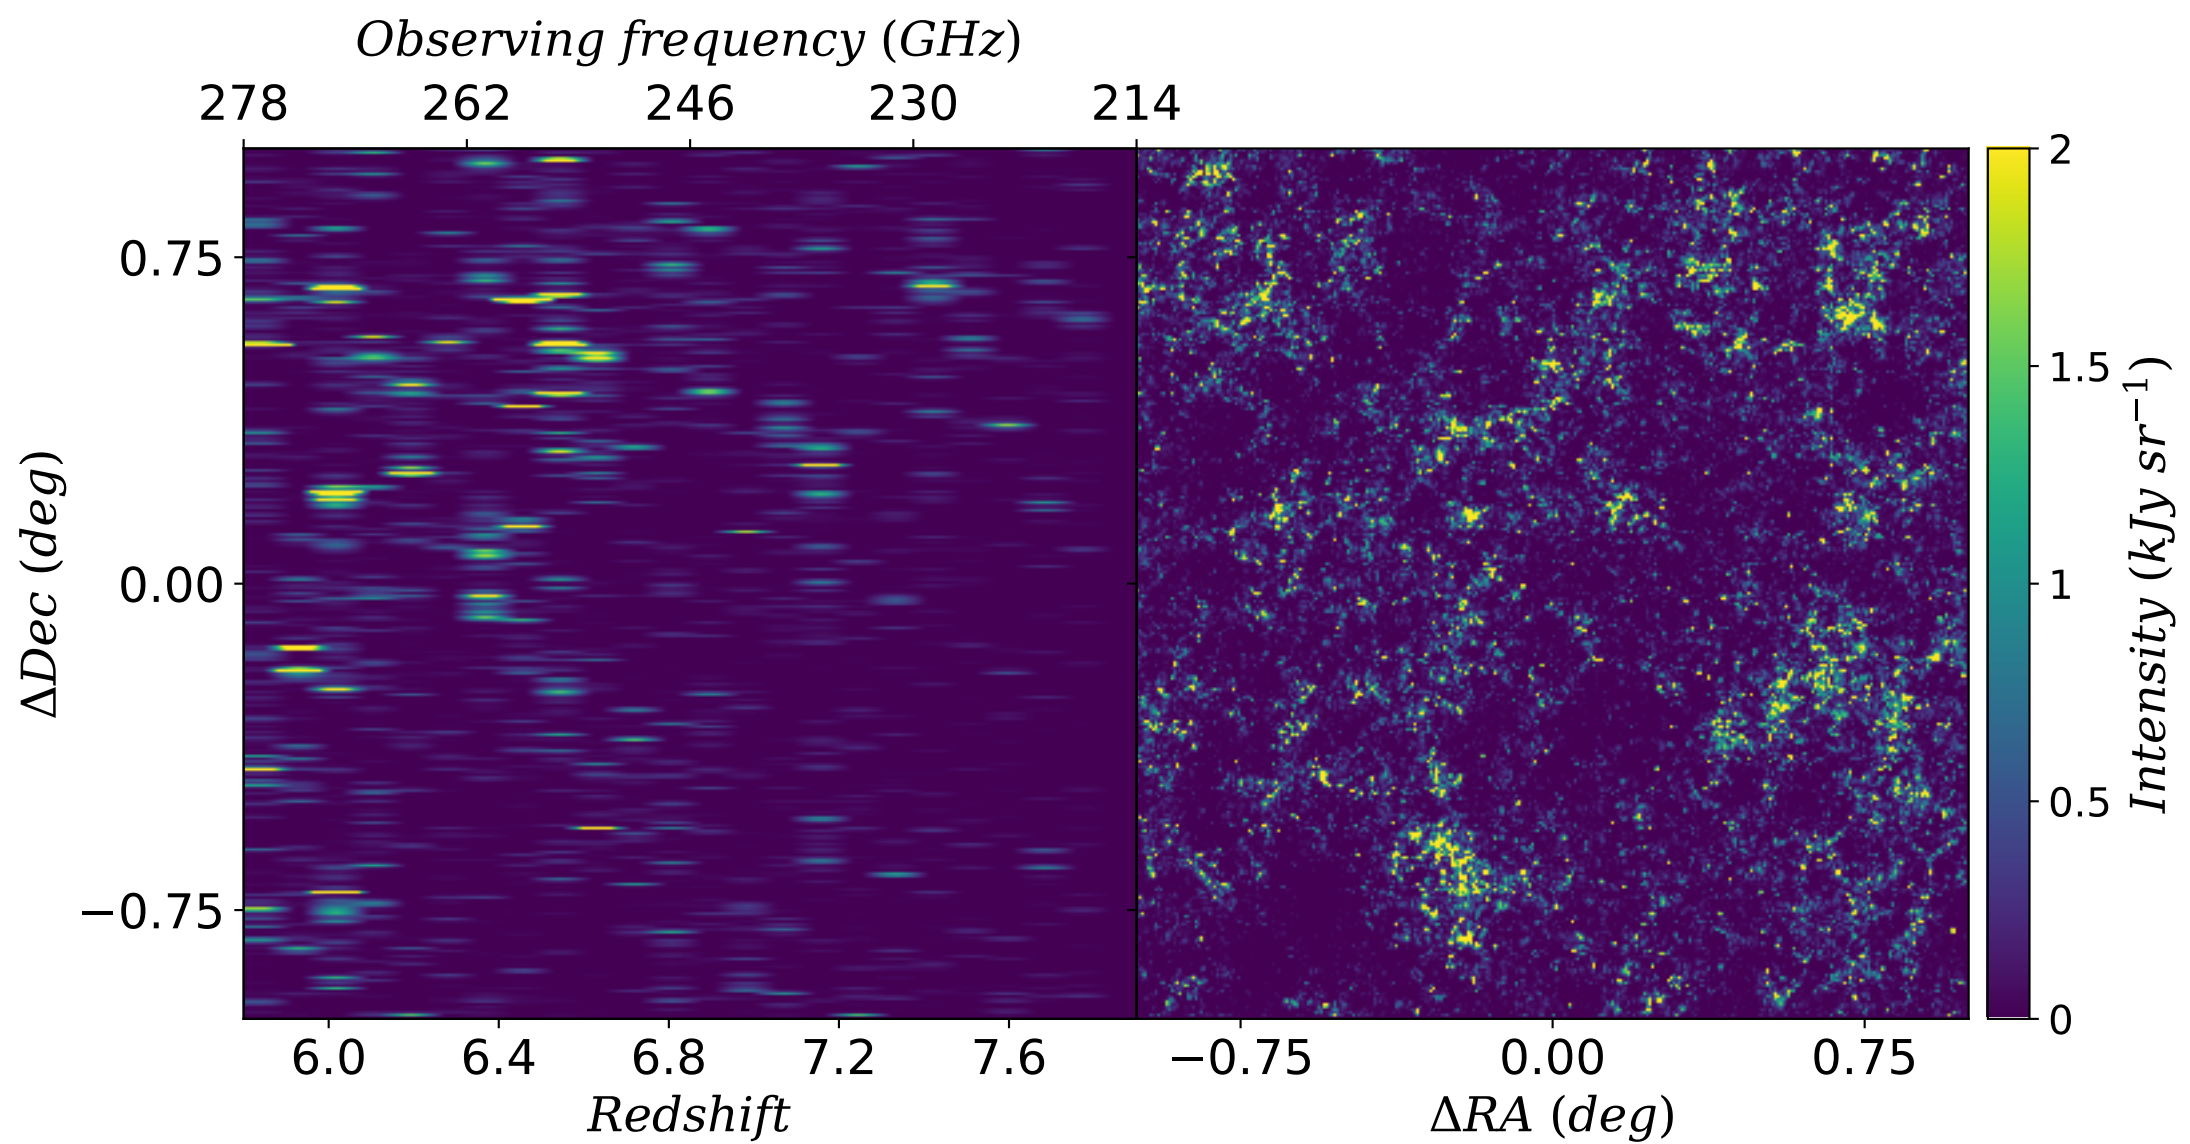 Observing frequency (GHz)
278 262 246 230 214
ΔDec (deg)
0.75
0.00
−0.75
6.0 6.4 6.8 7.2 7.6
Redshift
−0.75 0.00 0.75
ΔRA (deg)
2
1.5
1
0.5
0
Intensity (kJy sr⁻¹)